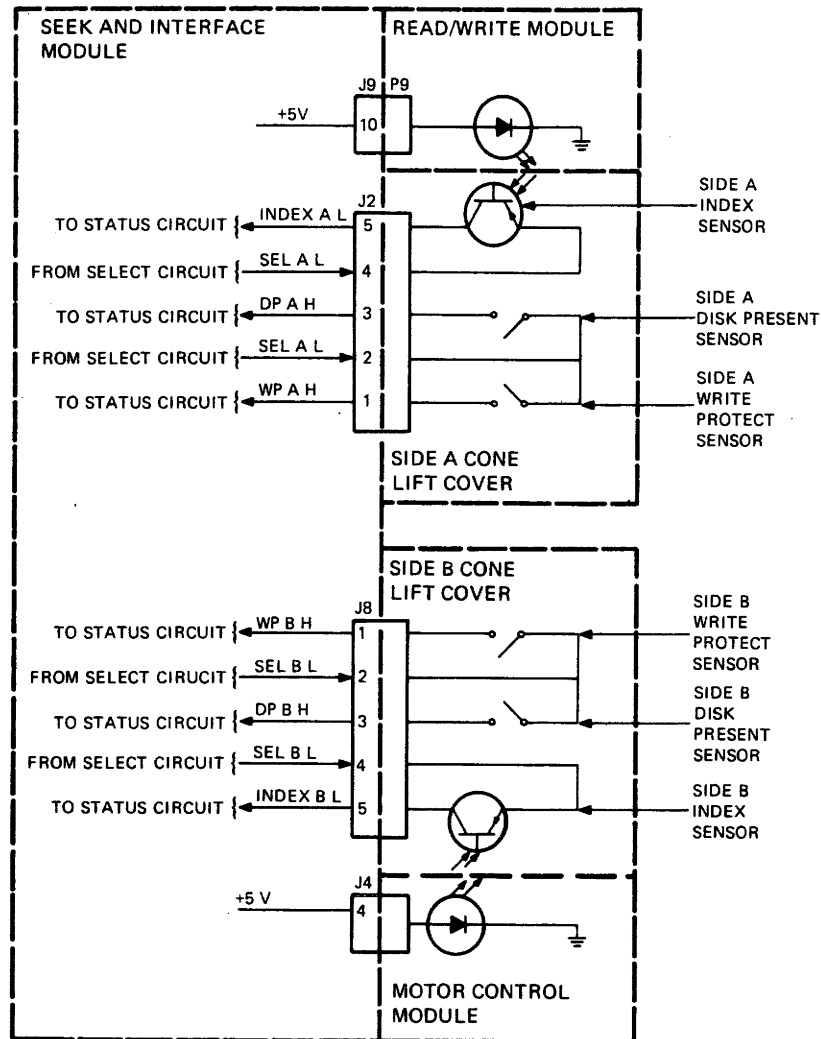 SEEK AND INTERFACE
MODULE
READ/WRITE MODULE
J9 P9
+5V
10
J2
SIDE A
INDEX
SENSOR
TO STATUS CIRCUIT { INDEX A L 5
FROM SELECT CIRCUIT { SEL A L 4
TO STATUS CIRCUIT { DP A H 3
SIDE A
DISK PRESENT
SENSOR
FROM SELECT CIRCUIT { SEL A L 2
TO STATUS CIRCUIT { WP A H 1
SIDE A
WRITE
PROTECT
SENSOR
SIDE A CONE
LIFT COVER
SIDE B CONE
LIFT COVER
J8
TO STATUS CIRCUIT { WP B H 1
SIDE B
WRITE
PROTECT
SENSOR
FROM SELECT CIRUCIT { SEL B L 2
TO STATUS CIRCUIT { DP B H 3
SIDE B
DISK
PRESENT
SENSOR
FROM SELECT CIRCUIT { SEL B L 4
TO STATUS CIRCUIT { INDEX B L 5
SIDE B
INDEX
SENSOR
J4
+5 V
4
MOTOR CONTROL
MODULE